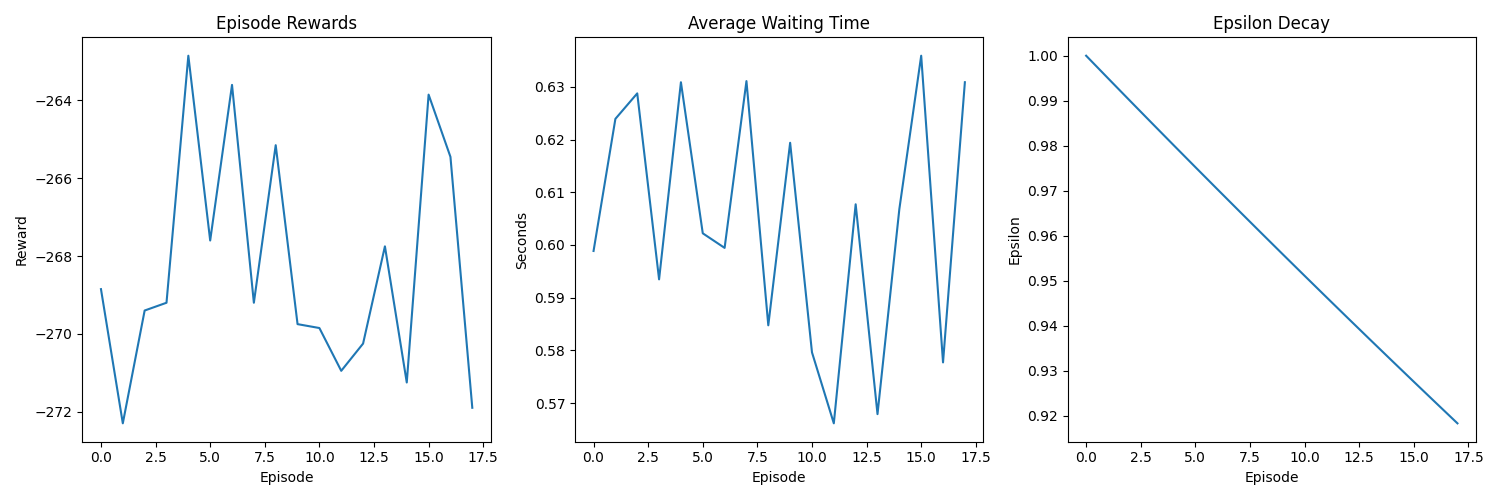 Episode Rewards
Reward
−264
−266
−268
−270
−272
0.0 2.5 5.0 7.5 10.0 12.5 15.0 17.5
Episode
Average Waiting Time
Seconds
0.63
0.62
0.61
0.60
0.59
0.58
0.57
0.0 2.5 5.0 7.5 10.0 12.5 15.0 17.5
Episode
Epsilon Decay
Epsilon
1.00
0.99
0.98
0.97
0.96
0.95
0.94
0.93
0.92
0.0 2.5 5.0 7.5 10.0 12.5 15.0 17.5
Episode